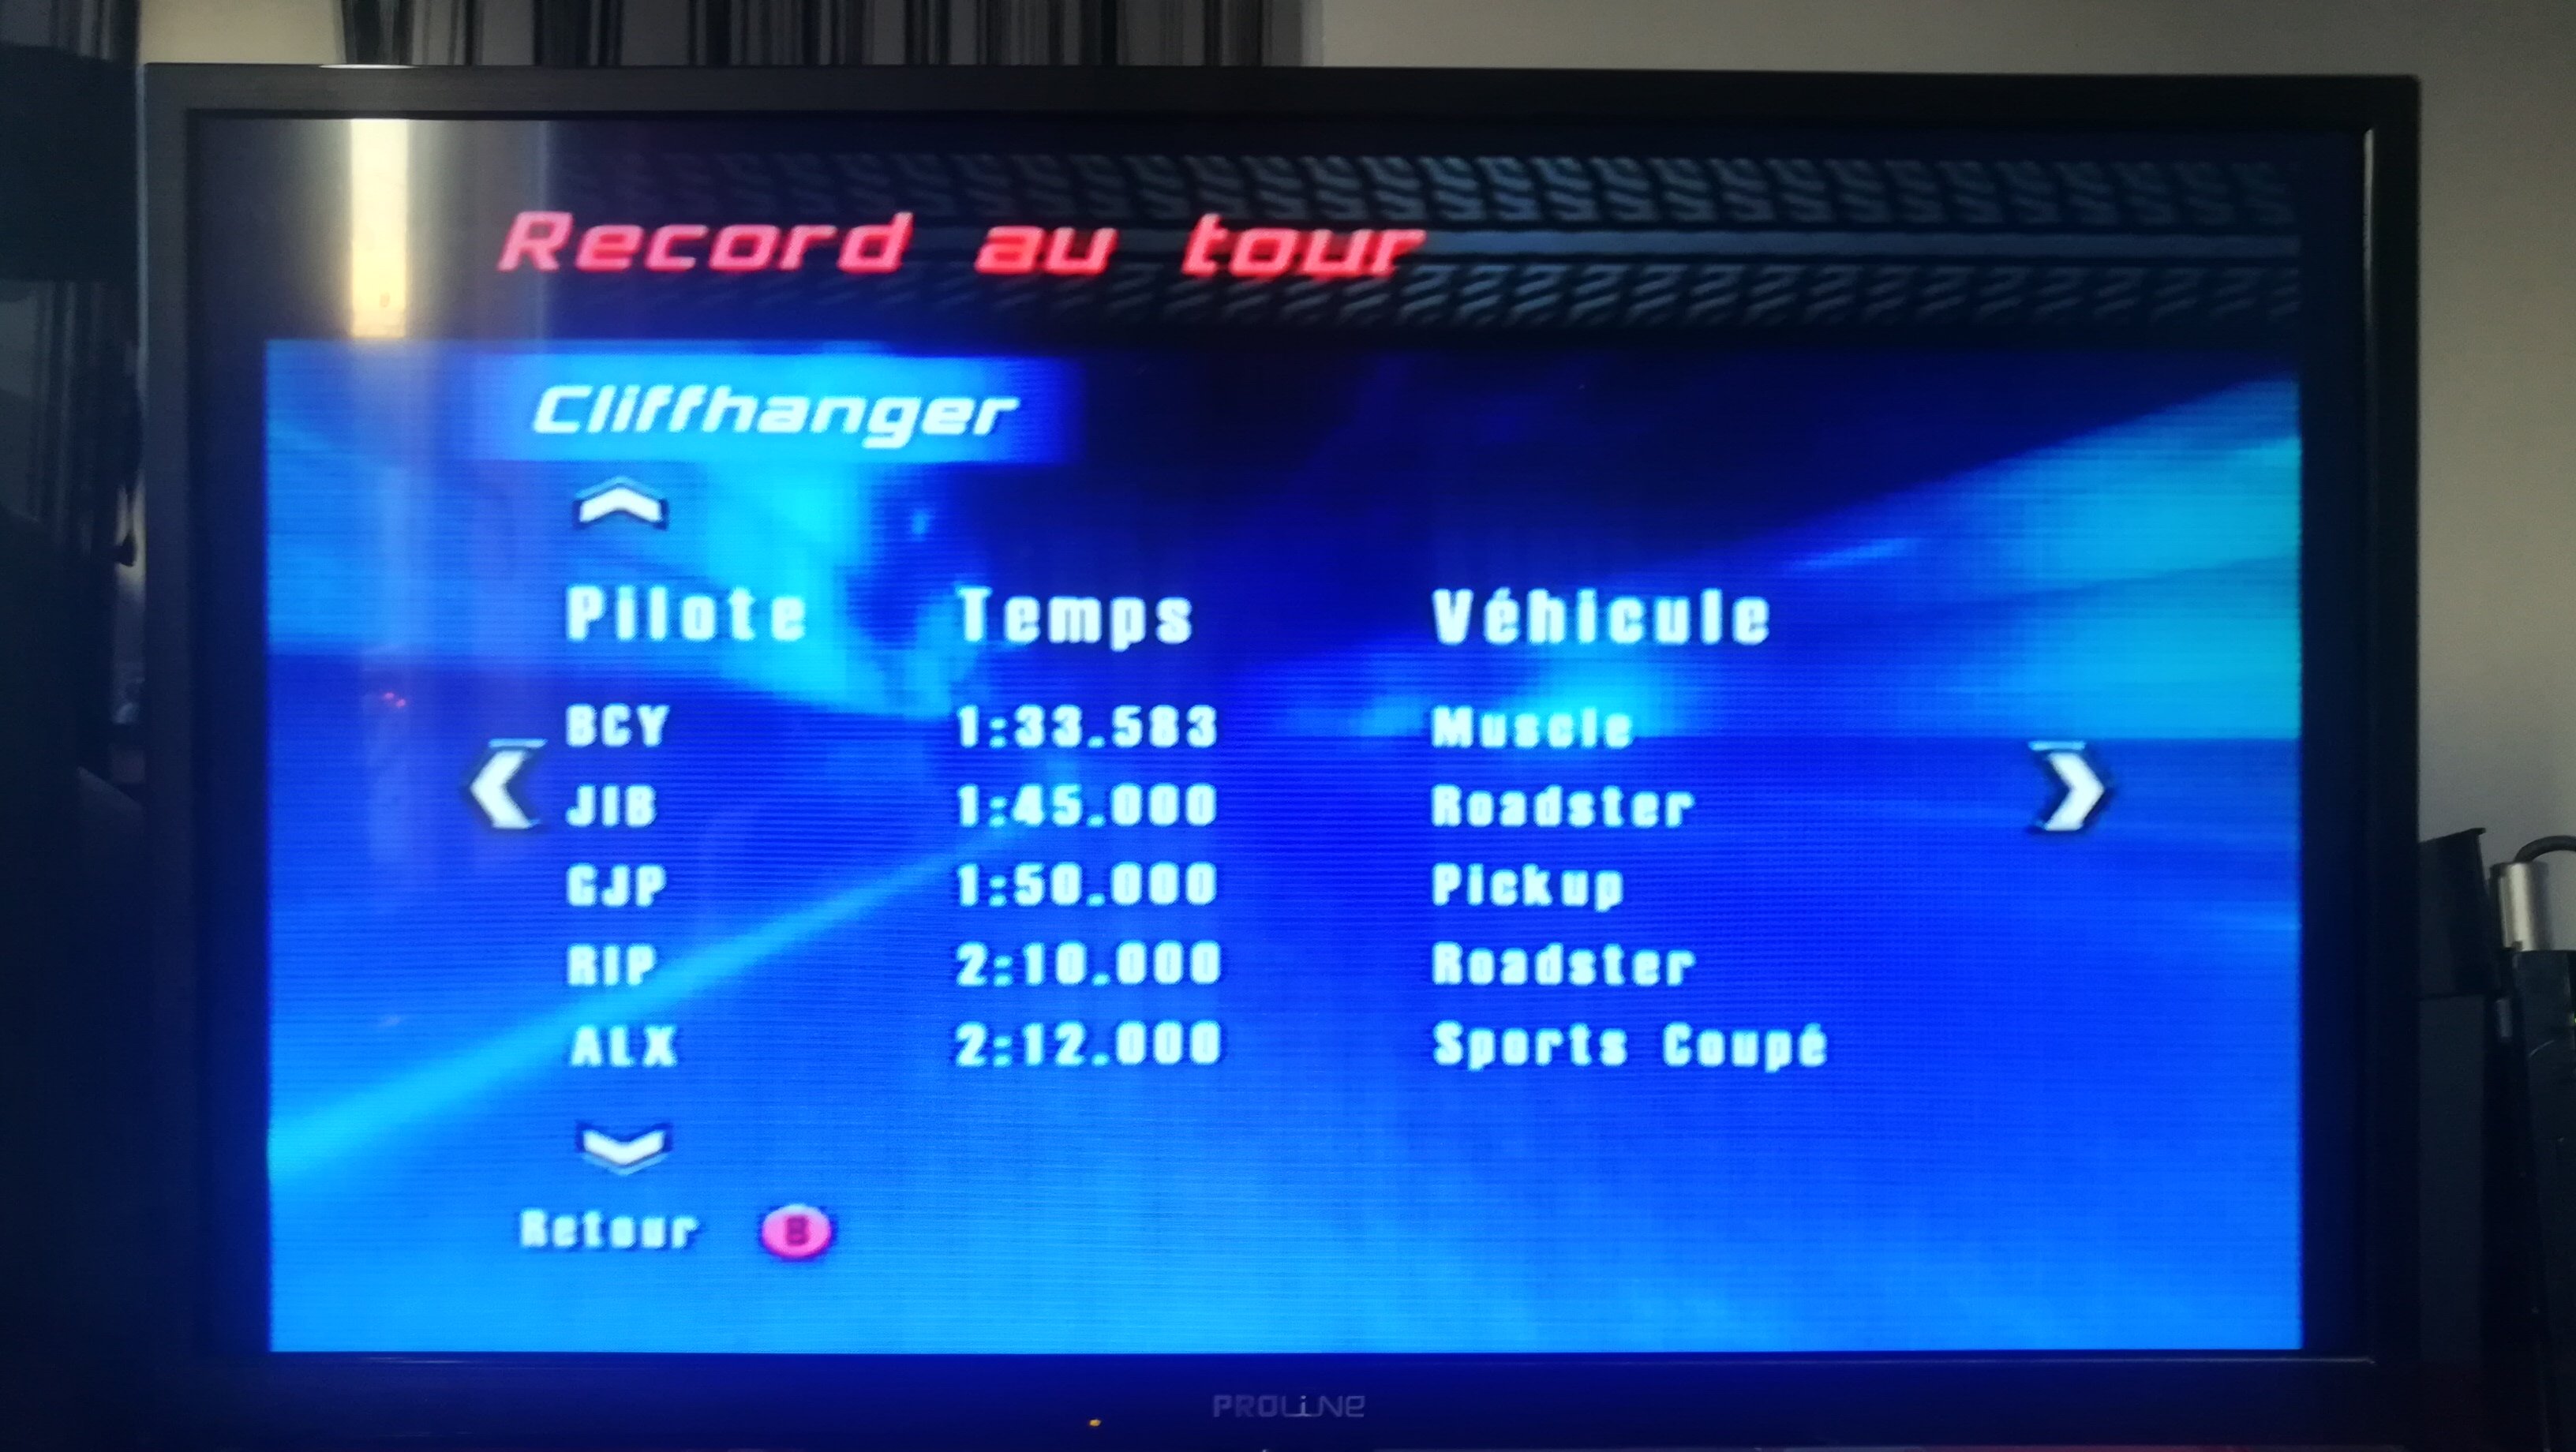 Record au tour
Cliffhanger
Pilote Temps Véhicule
BCY 1:33.583 Muscle
JIB 1:45.000 Roadster
GJP 1:50.000 Pickup
RIP 2:10.000 Roadster
ALX 2:12.000 Sports Coupé
Retour B
PROLINE